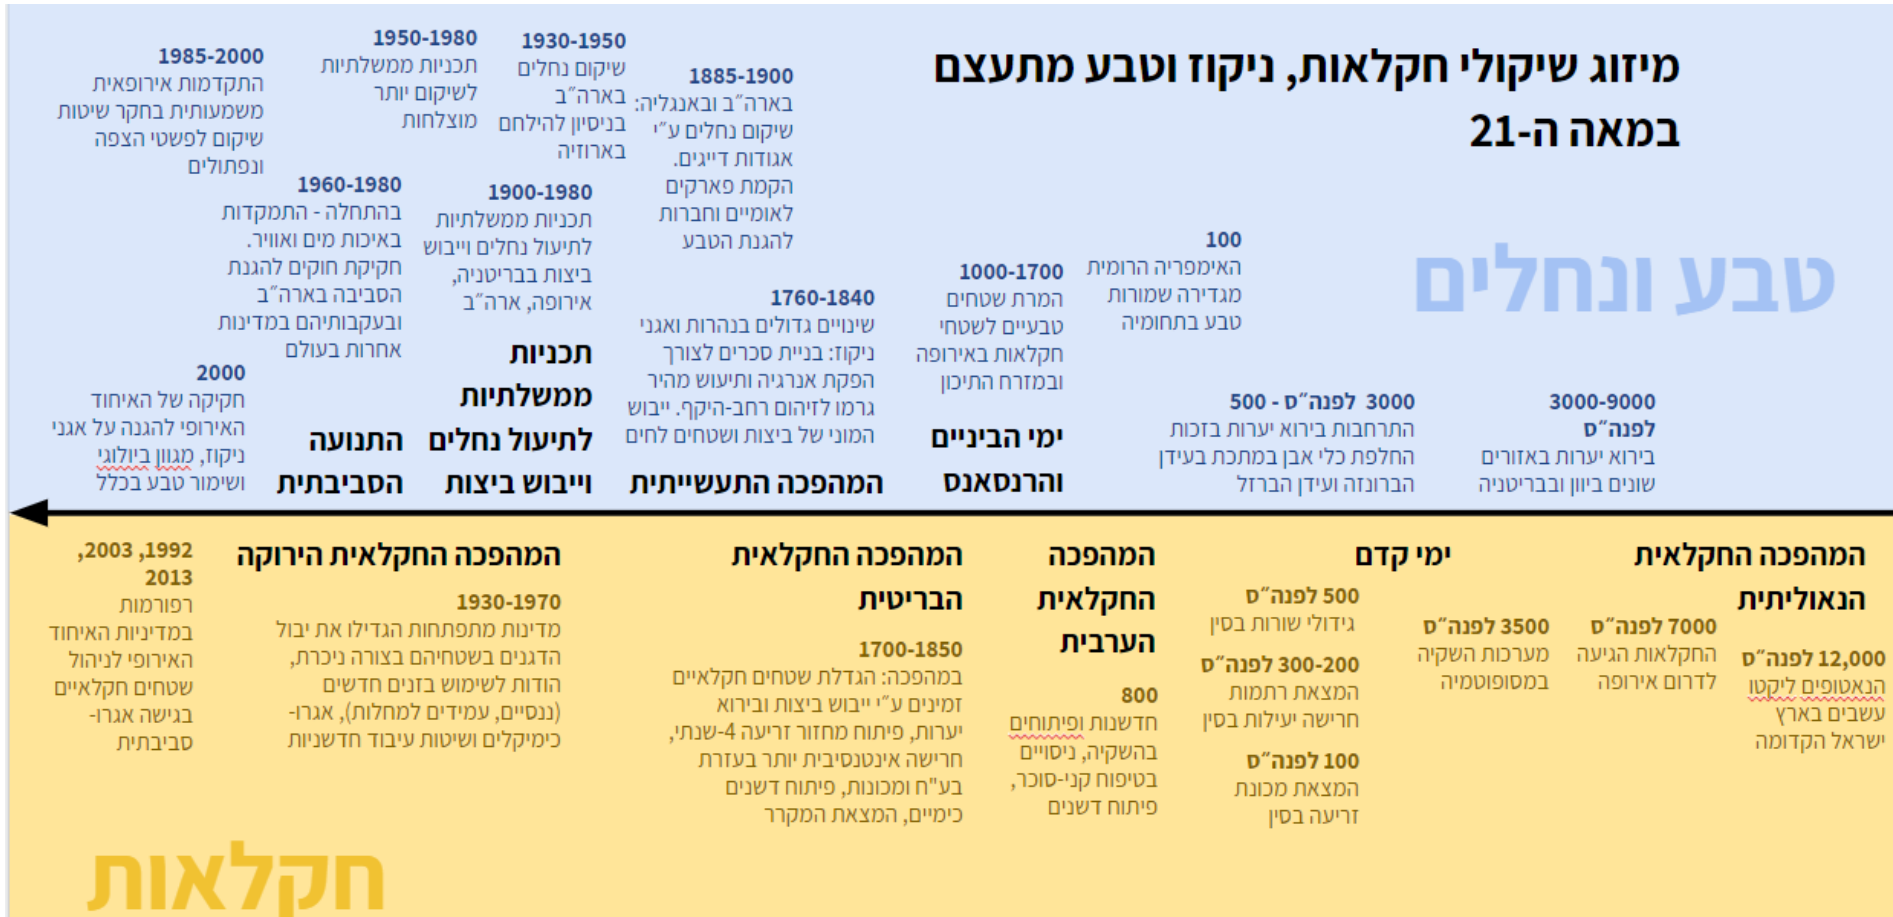 מיזוג שיקולי חקלאות, ניקוז וטבע מתעצם
במאה ה-21
טבע ונחלים
3000-9000
לפנה״ס
בירוא יערות באזורים
שונים ביוון ובבריטניה
3000 לפנה״ס - 500
התרחבות בירוא יערות בזכות
החלפת כלי אבן במתכת בעידן
הברונזה ועידן הברזל
100
האימפריה הרומית
מגדירה שמורות
טבע בתחומיה
1000-1700
המרת שטחים
טבעיים לשטחי
חקלאות באירופה
ובמזרח התיכון
ימי הביניים
והרנסאנס
1760-1840
שינויים גדולים בנהרות ואגני
ניקוז: בניית סכרים לצורך
הפקת אנרגיה ותיעוש מהיר
גרמו לזיהום רחב-היקף. ייבוש
המוני של ביצות ושטחים לחים
המהפכה התעשייתית
1885-1900
בארה״ב ובאנגליה:
שיקום נחלים ע״י
אגודות דייגים.
הקמת פארקים
לאומיים וחברות
להגנת הטבע
1930-1950
שיקום נחלים
בארה״ב
בניסיון להילחם
בארוזיה
1900-1980
תכניות ממשלתיות
לתיעול נחלים וייבוש
ביצות בבריטניה,
אירופה, ארה״ב
תכניות
ממשלתיות
לתיעול נחלים
וייבוש ביצות
1950-1980
תכניות ממשלתיות
לשיקום יותר
מוצלחות
1960-1980
בהתחלה - התמקדות
באיכות מים ואוויר.
חקיקת חוקים להגנת
הסביבה בארה״ב
ובעקבותיהם במדינות
אחרות בעולם
התנועה
הסביבתית
1985-2000
התקדמות אירופאית
משמעותית בחקר שיטות
שיקום לפשטי הצפה
ונפתולים
2000
חקיקה של האיחוד
האירופי להגנה על אגני
ניקוז, מגוון ביולוגי
ושימור טבע בכלל
המהפכה החקלאית
הנאוליתית
12,000 לפנה״ס
הנאטופים ליקטו
עשבים בארץ
ישראל הקדומה
7000 לפנה״ס
החקלאות הגיעה
לדרום אירופה
ימי קדם
3500 לפנה״ס
מערכות השקיה
במסופוטמיה
500 לפנה״ס
גידולי שורות בסין
300-200 לפנה״ס
המצאת רתמות
חרישה יעילות בסין
100 לפנה״ס
המצאת מכונת
זריעה בסין
המהפכה
החקלאית
הערבית
800
חדשנות ופיתוחים
בהשקיה, ניסויים
בטיפוח קני-סוכר,
פיתוח דשנים
המהפכה החקלאית
הבריטית
1700-1850
במהפכה: הגדלת שטחים חקלאיים
זמינים ע״י ייבוש ביצות ובירוא
יערות, פיתוח מחזור זריעה 4-שנתי,
חרישה אינטנסיבית יותר בעזרת
בע"ח ומכונות, פיתוח דשנים
כימיים, המצאת המקרר
המהפכה החקלאית הירוקה
1930-1970
מדינות מתפתחות הגדילו את יבול
הדגנים בשטחיהם בצורה ניכרת,
הודות לשימוש בזנים חדשים
(ננסיים, עמידים למחלות), אגרו-
כימיקלים ושיטות עיבוד חדשניות
1992, 2003,
2013
רפורמות
במדיניות האיחוד
האירופי לניהול
שטחים חקלאיים
בגישה אגרו-
סביבתית
חקלאות